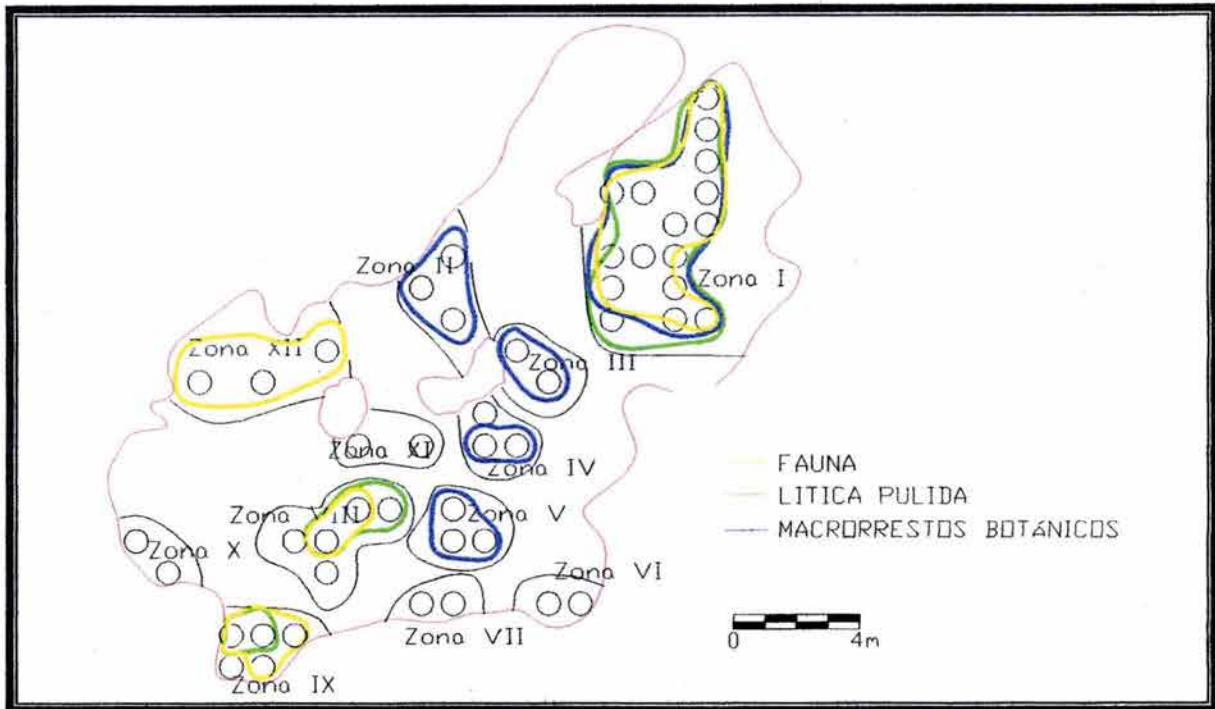 Zona II
Zona I
Zona XII
Zona III
Zona XI
Zona IV
FAUNA
LITICA PULIDA
MACRORRESTOS BOTáNICOS
Zona VIII
Zona V
Zona X
Zona VI
Zona VII
Zona IX
0 4m